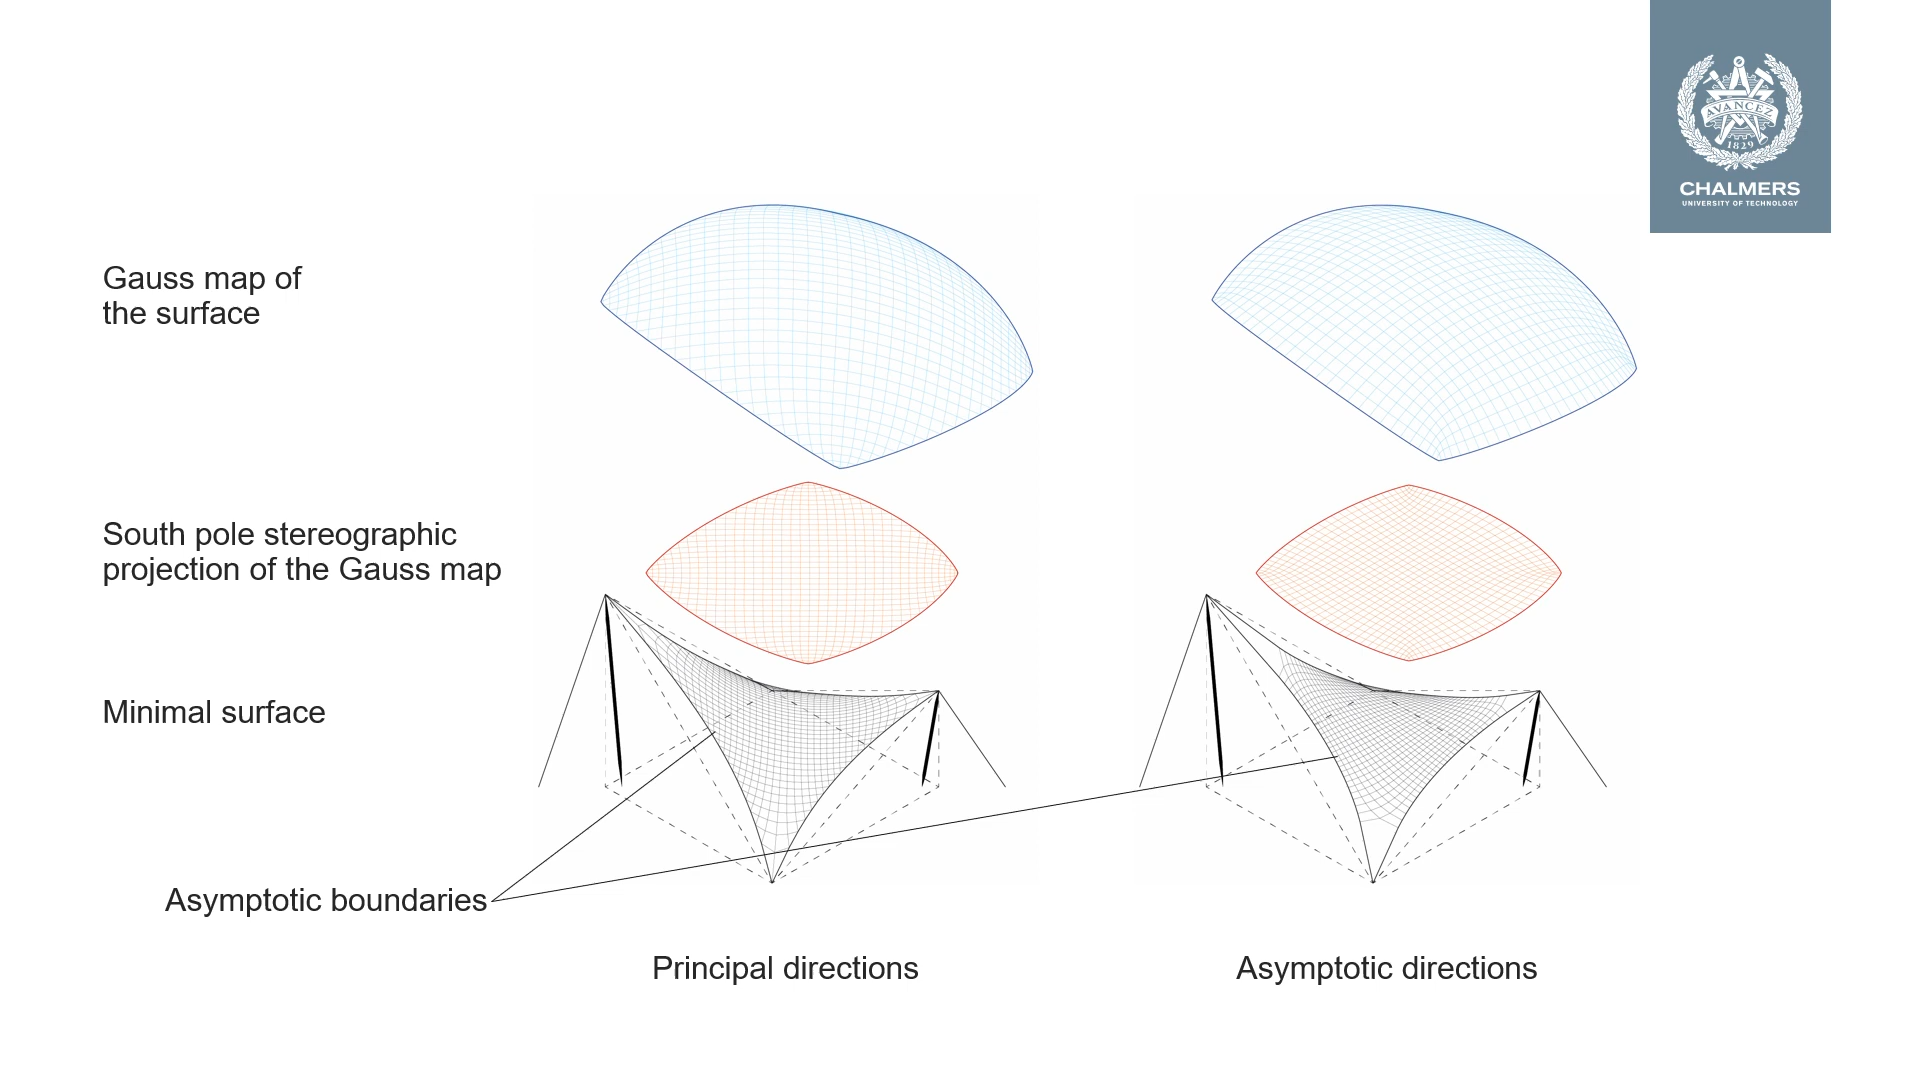 AVANCEZ
1829
CHALMERS
UNIVERSITY OF TECHNOLOGY
Gauss map of
the surface
South pole stereographic
projection of the Gauss map
Minimal surface
Asymptotic boundaries
Principal directions
Asymptotic directions